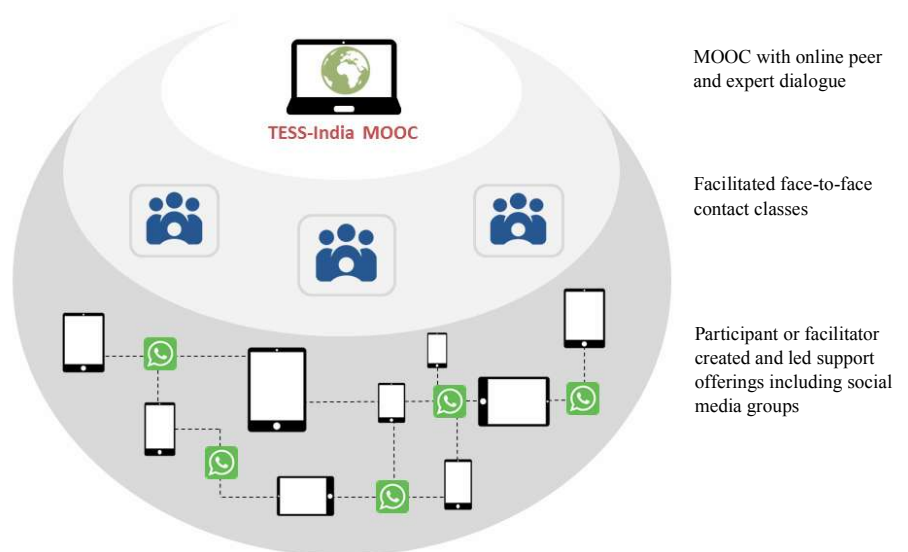 MOOC with online peer
and expert dialogue
TESS-India MOOC
Facilitated face-to-face
contact classes
Participant or facilitator
created and led support
offerings including social
media groups